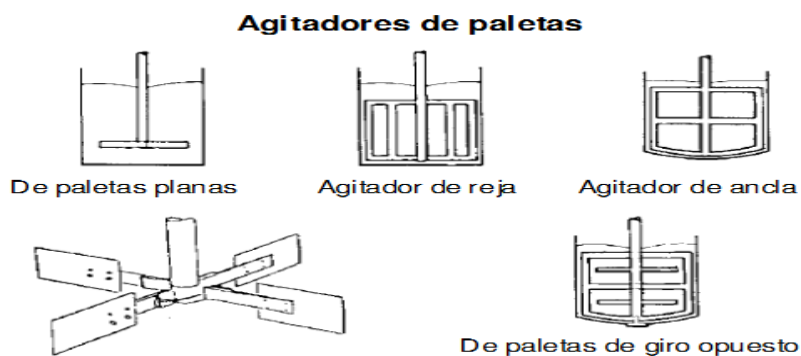 Agitadores de paletas
De paletas planas
Agitador de reja
Agitador de ancla
De paletas de giro opuesto